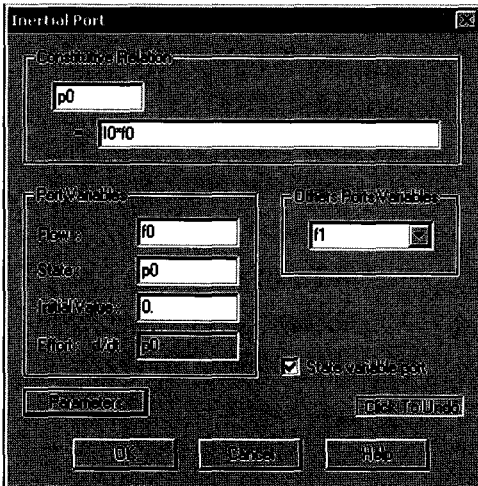 Inertial Port
Constitutive Relation
p0
= I0*f0
Port Variables
Flow : f0
State : p0
Initial Value : 0.
Effort : d/dt p0
Others Ports Variables
f1
State variable port
Parameters
Click To Undo
Ok Cancel Help